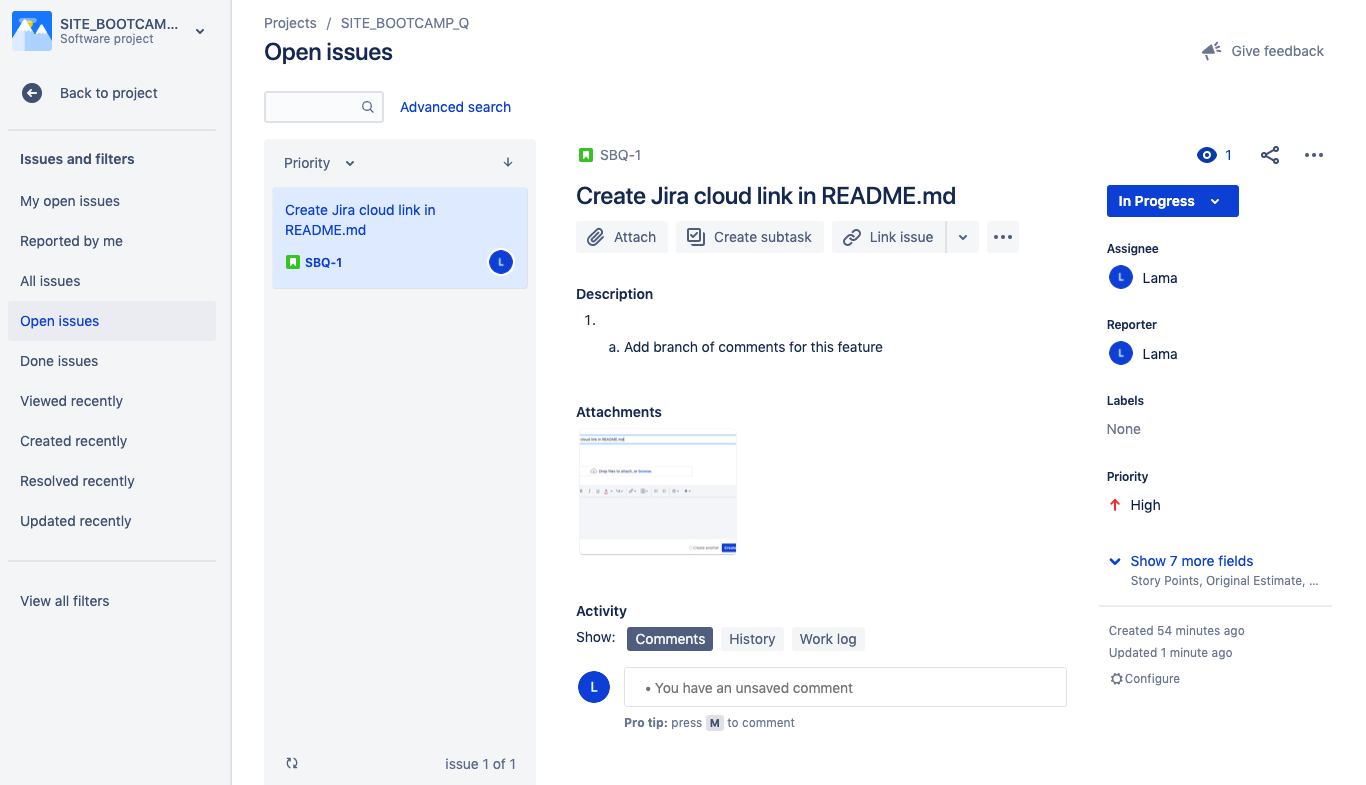 SITE_BOOTCAM...
Software project
Back to project
Issues and filters
My open issues
Reported by me
All issues
Open issues
Done issues
Viewed recently
Created recently
Resolved recently
Updated recently
View all filters
Projects / SITE_BOOTCAMP_Q
Open issues
Give feedback
Advanced search
Priority
Create Jira cloud link in
README.md
SBQ-1
L
issue 1 of 1
SBQ-1
1
Create Jira cloud link in README.md
Attach
Create subtask
Link issue
Description
1.
a. Add branch of comments for this feature
Attachments
cloud link in README.md
Drop files to attach, or browse
Create another
Create
Activity
Show: Comments History Work log
L
• You have an unsaved comment
Pro tip: press M to comment
In Progress
Assignee
L Lama
Reporter
L Lama
Labels
None
Priority
High
Show 7 more fields
Story Points, Original Estimate, ...
Created 54 minutes ago
Updated 1 minute ago
Configure